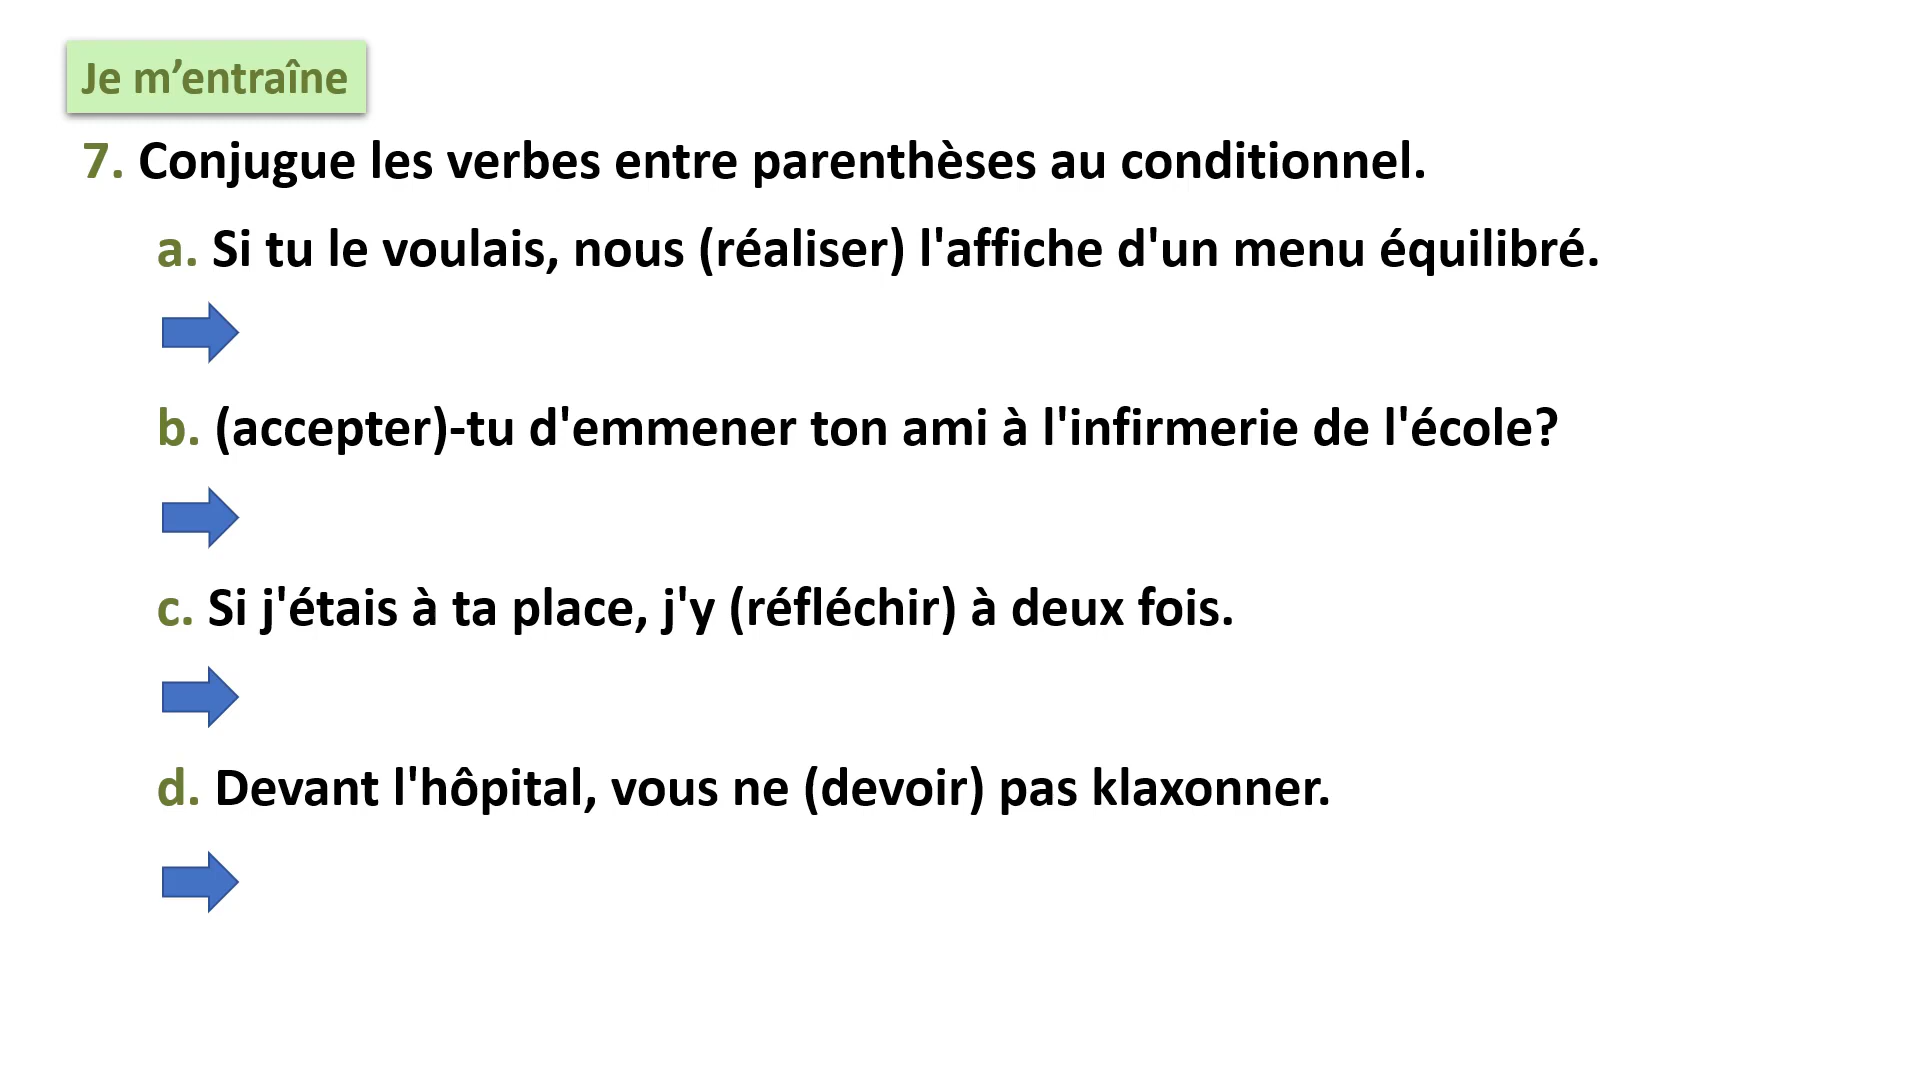 Je m’entraîne
7. Conjugue les verbes entre parenthèses au conditionnel.
a. Si tu le voulais, nous (réaliser) l'affiche d'un menu équilibré.
b. (accepter)-tu d'emmener ton ami à l'infirmerie de l'école?
c. Si j'étais à ta place, j'y (réfléchir) à deux fois.
d. Devant l'hôpital, vous ne (devoir) pas klaxonner.